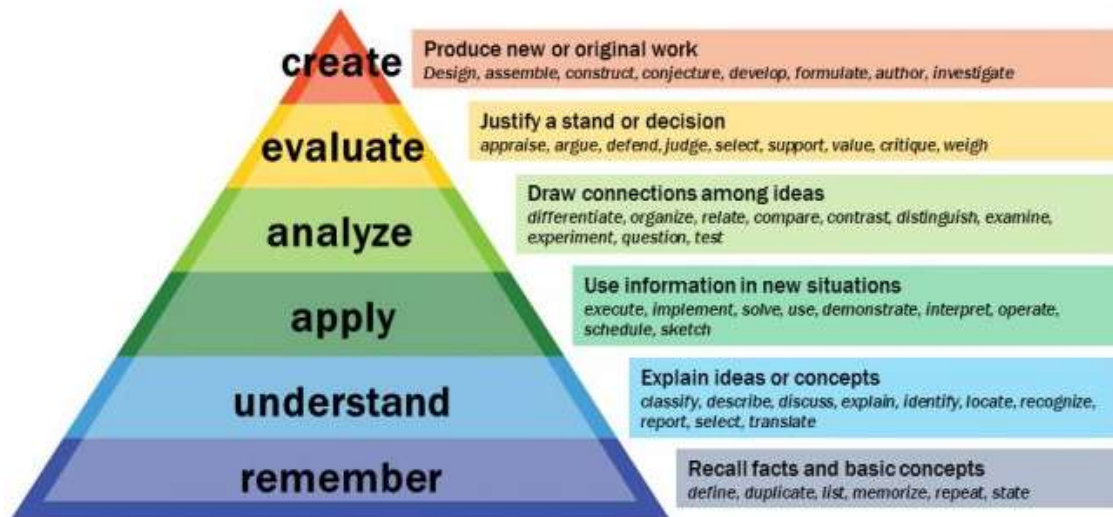 create
Produce new or original work
Design, assemble, construct, conjecture, develop, formulate, author, investigate
evaluate
Justify a stand or decision
appraise, argue, defend, judge, select, support, value, critique, weigh
analyze
Draw connections among ideas
differentiate, organize, relate, compare, contrast, distinguish, examine,
experiment, question, test
apply
Use information in new situations
execute, implement, solve, use, demonstrate, interpret, operate,
schedule, sketch
understand
Explain ideas or concepts
classify, describe, discuss, explain, identify, locate, recognize,
report, select, translate
remember
Recall facts and basic concepts
define, duplicate, list, memorize, repeat, state